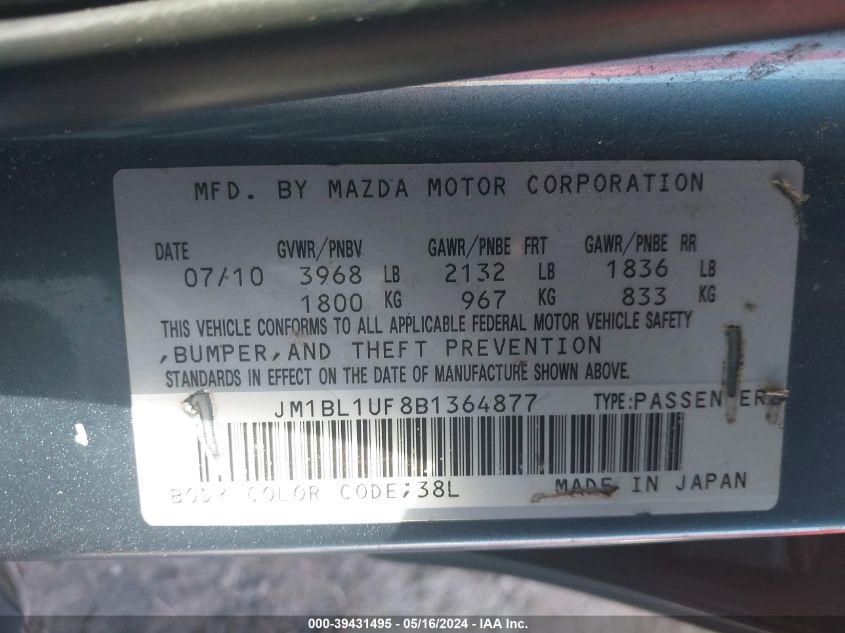 MFD. BY MAZDA MOTOR CORPORATION
DATE GVWR/PNBV GAWR/PNBE FRT GAWR/PNBE RR
07/10 3968 LB 2132 LB 1836 LB
1800 KG 967 KG 833 KG
THIS VEHICLE CONFORMS TO ALL APPLICABLE FEDERAL MOTOR VEHICLE SAFETY
,BUMPER,AND THEFT PREVENTION
STANDARDS IN EFFECT ON THE DATE OF MANUFACTURE SHOWN ABOVE.
JM1BL1UF8B1364877 TYPE:PASSEN ER
BODY COLOR CODE;38L MADE IN JAPAN
000-39431495 - 05/16/2024 - IAA Inc.